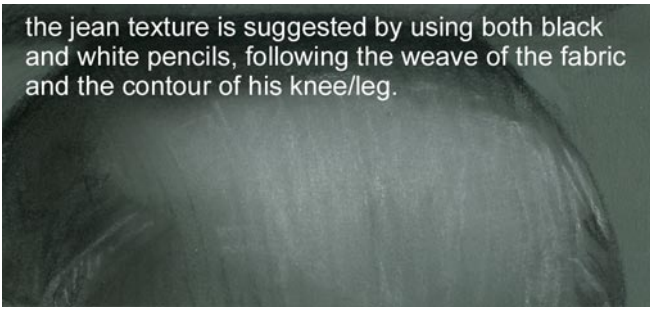 the jean texture is suggested by using both black
and white pencils, following the weave of the fabric
and the contour of his knee/leg.